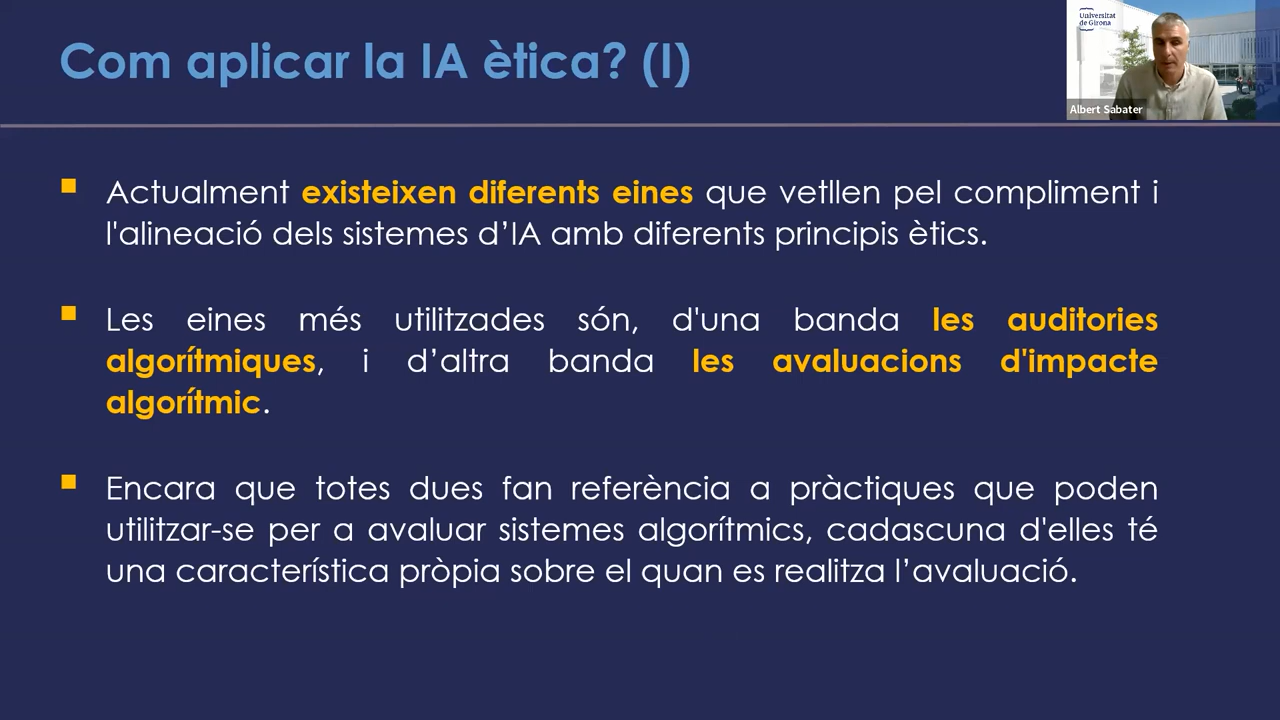 Com aplicar la IA ètica? (I)
Universitat
de Girona
Albert Sabater
Actualment existeixen diferents eines que vetllen pel compliment i
l'alineació dels sistemes d’IA amb diferents principis ètics.
Les eines més utilitzades són, d'una banda les auditories
algorítmiques, i d’altra banda les avaluacions d'impacte
algorítmic.
Encara que totes dues fan referència a pràctiques que poden
utilitzar-se per a avaluar sistemes algorítmics, cadascuna d'elles té
una característica pròpia sobre el quan es realitza l’avaluació.